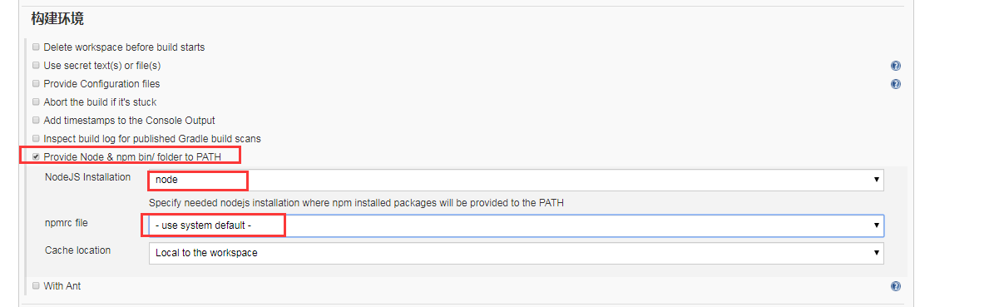 构建环境
Delete workspace before build starts
Use secret text(s) or file(s)
Provide Configuration files
Abort the build if it's stuck
Add timestamps to the Console Output
Inspect build log for published Gradle build scans
Provide Node & npm bin/ folder to PATH
NodeJS Installation node
Specify needed nodejs installation where npm installed packages will be provided to the PATH
npmrc file - use system default -
Cache location Local to the workspace
With Ant